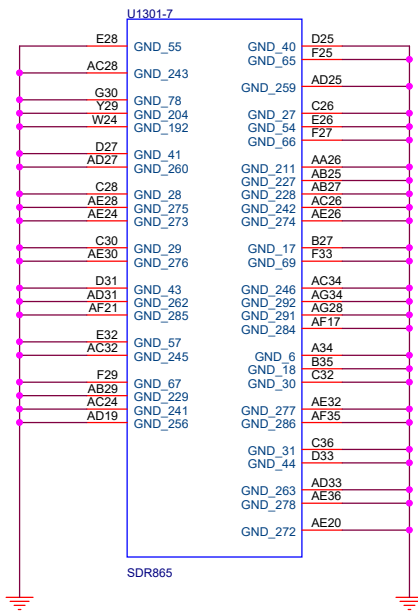 U1301-7
E28 GND_55 GND_40 D25
GND_65 F25
AC28 GND_243
GND_259 AD25
G30 GND_78
Y29 GND_204 GND_27 C26
W24 GND_192 GND_54 E26
GND_66 F27
D27 GND_41
AD27 GND_260 GND_211 AA26
GND_227 AB25
C28 GND_28 GND_228 AB27
AE28 GND_275 GND_242 AC26
AE24 GND_273 GND_274 AE26
C30 GND_29 GND_17 B27
AE30 GND_276 GND_69 F33
D31 GND_43 GND_246 AC34
AD31 GND_262 GND_292 AG34
AF21 GND_285 GND_291 AG28
GND_284 AF17
E32 GND_57
AC32 GND_245 GND_6 A34
GND_18 B35
F29 GND_67 GND_30 C32
AB29 GND_229
AC24 GND_241 GND_277 AE32
AD19 GND_256 GND_286 AF35
GND_31 C36
GND_44 D33
GND_263 AD33
GND_278 AE36
GND_272 AE20
SDR865